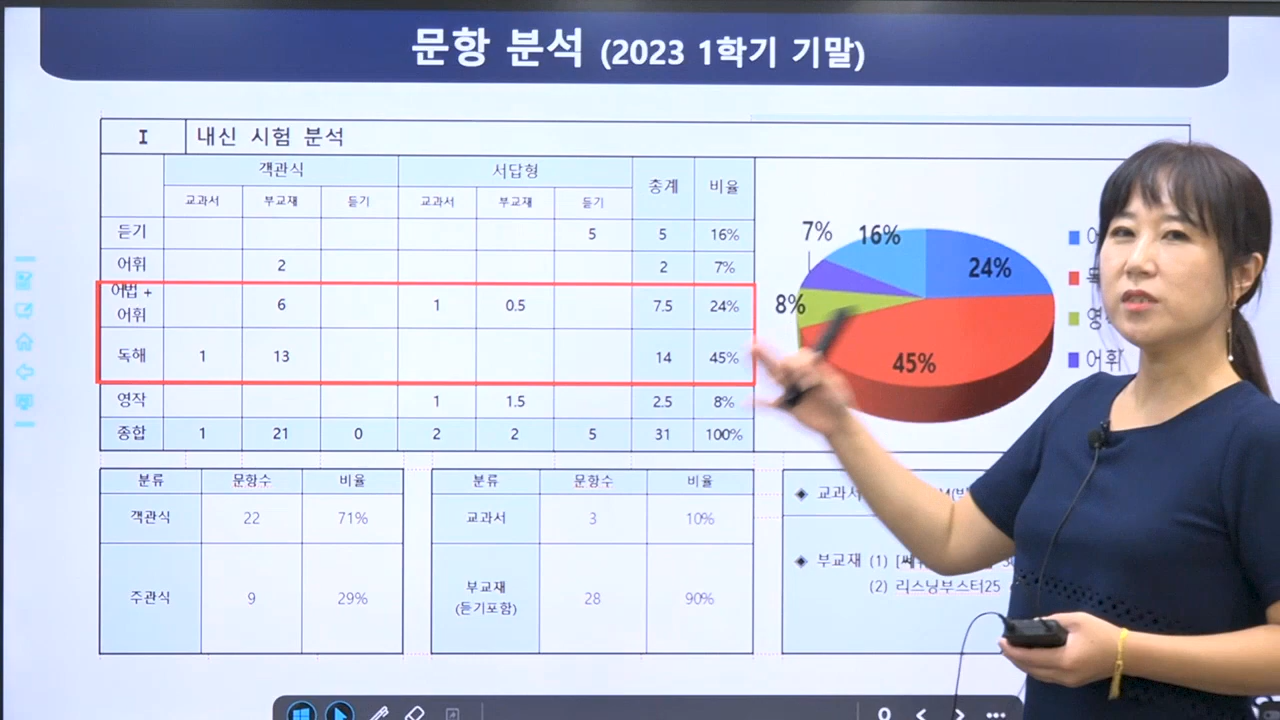 문항 분석 (2023 1학기 기말)
I 내신 시험 분석
객관식 서답형 총계 비율
교과서 부교재 듣기 교과서 부교재 듣기
듣기 5 5 16%
어휘 2 2 7%
어법 +
어휘 6 1 0.5 7.5 24%
독해 1 13 14 45%
영작 1 1.5 2.5 8%
종합 1 21 0 2 2 5 31 100%
7% 16% 24%
8%
45%
어휘
분류 문항수 비율
객관식 22 71%
주관식 9 29%
분류 문항수 비율
교과서 3 10%
부교재
(듣기포함) 28 90%
◈ 교과서
◈ 부교재 (1)
(2) 리스닝부스터25